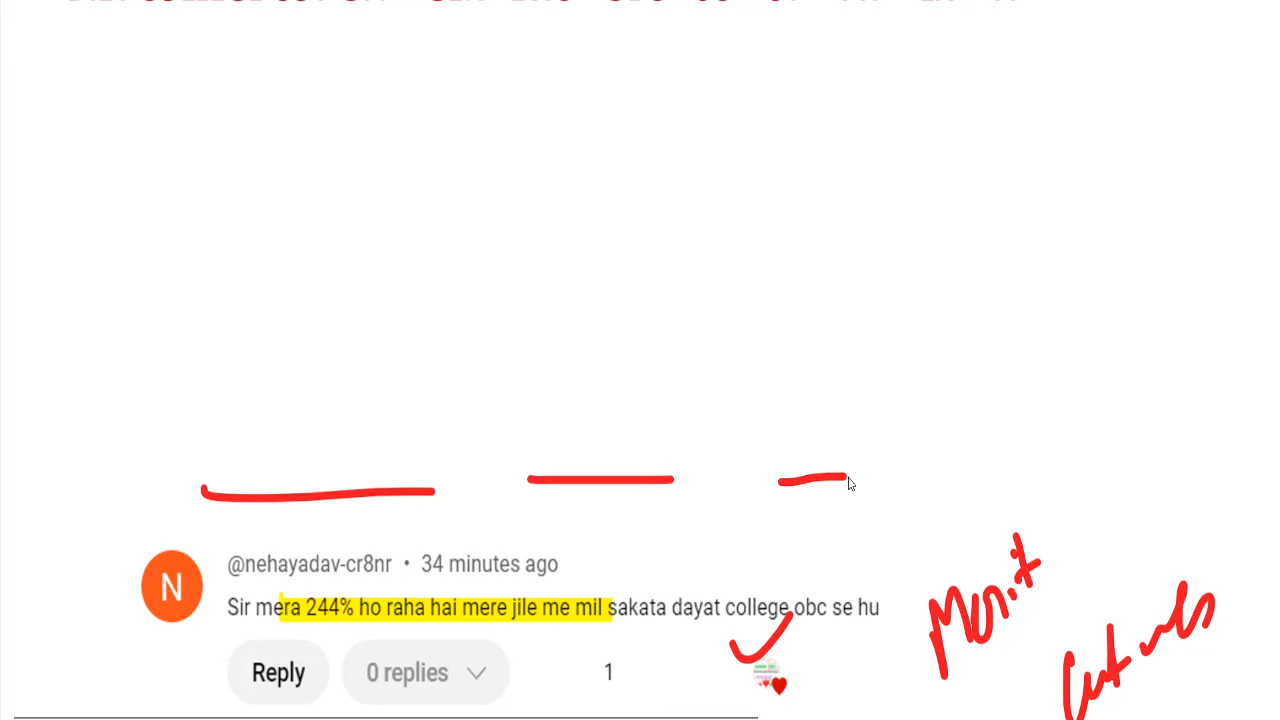 @nehayadav-cr8nr • 34 minutes ago
Sir mera 244% ho raha hai mere jile me mil sakata dayat college obc se hu
N
Reply
0 replies
1
Merit